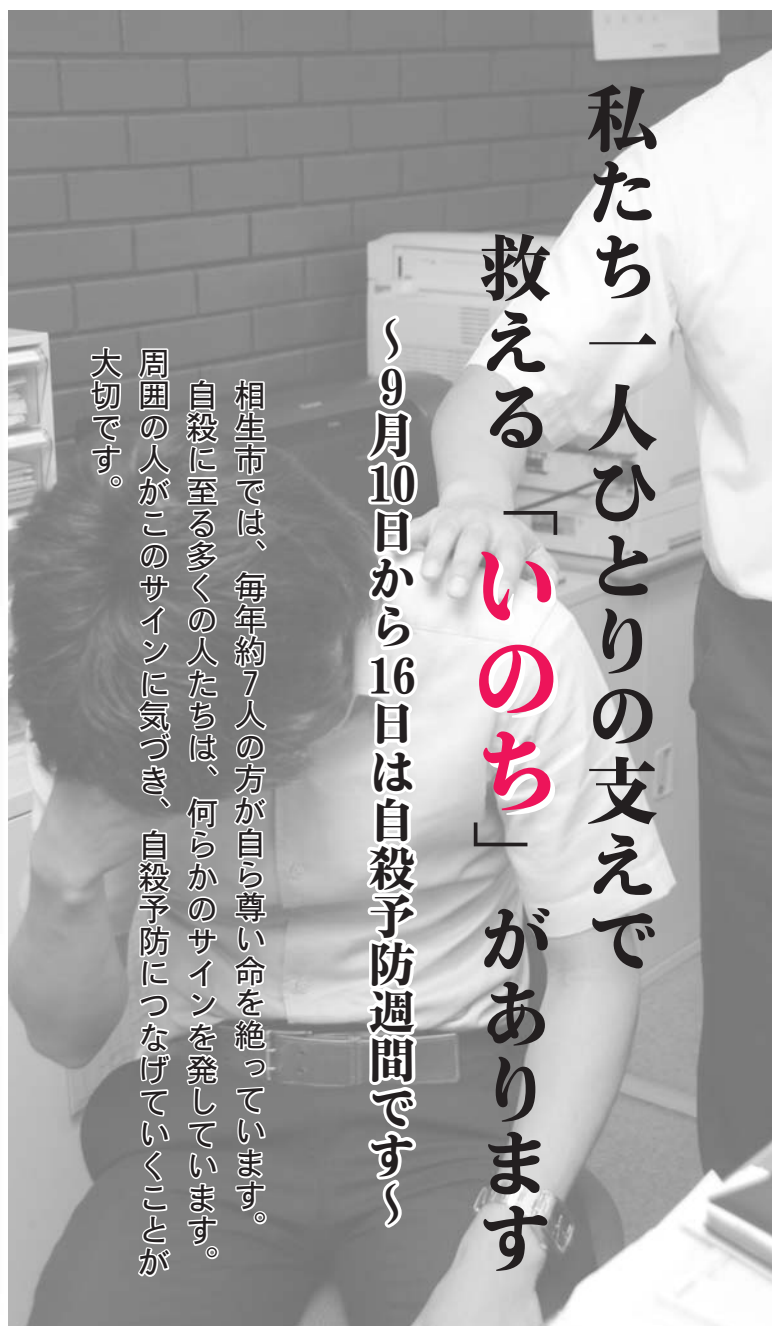 私たち一人ひとりの支えで
救える「いのち」があります
～9月10日から16日は自殺予防週間です～
相生市では、毎年約7人の方が自ら尊い命を絶っています。
自殺に至る多くの人たちは、何らかのサインを発しています。
周囲の人がこのサインに気づき、自殺予防につなげていくことが
大切です。